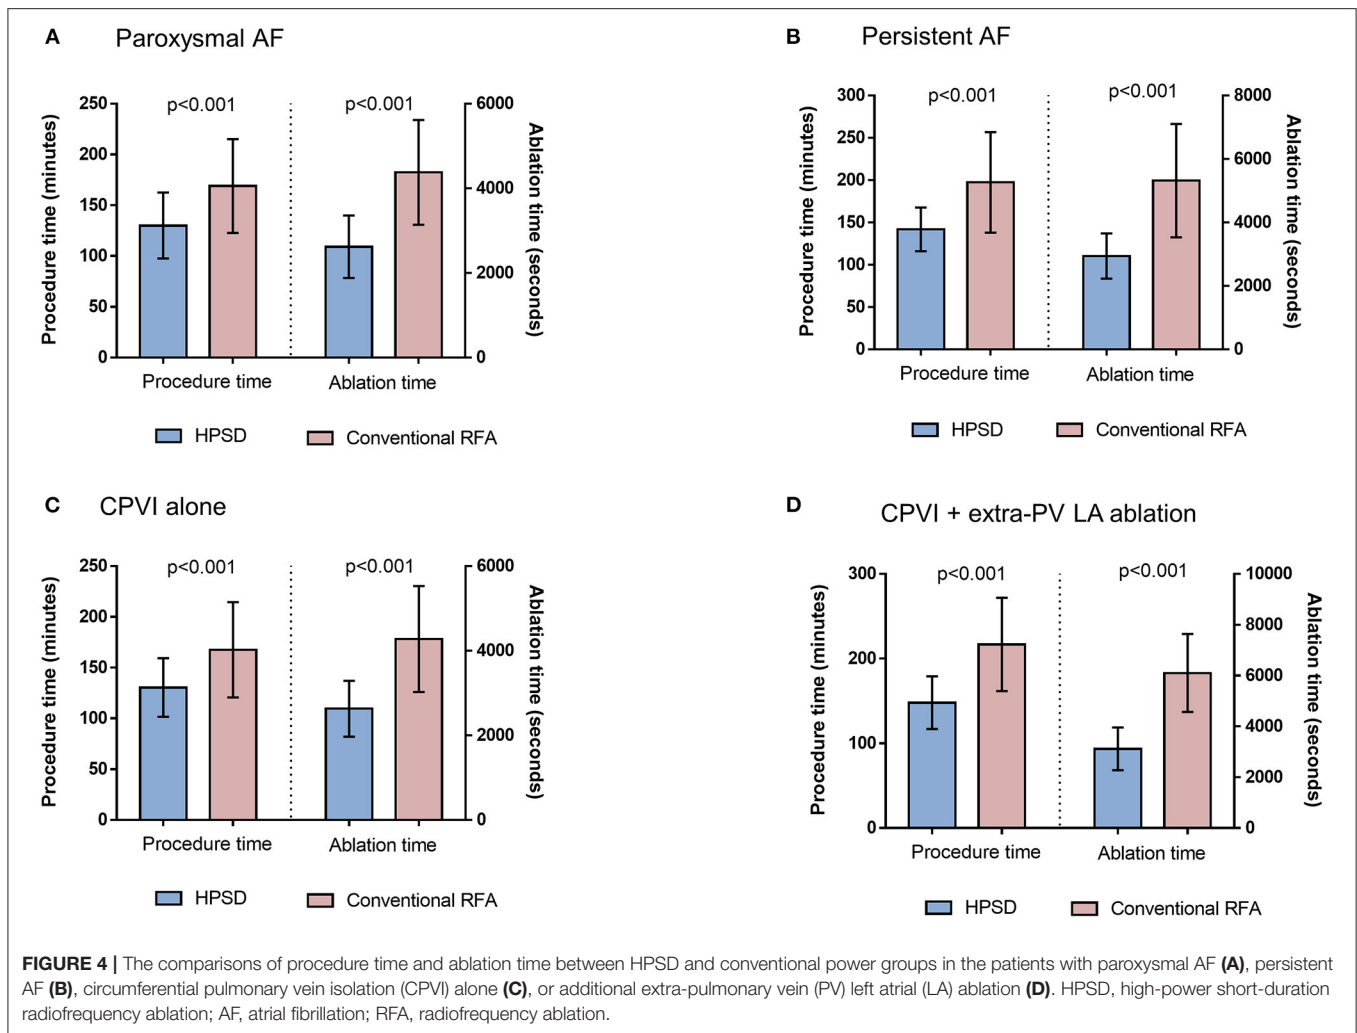 A Paroxysmal AF
p<0.001 p<0.001
Procedure time (minutes)
250
200
150
100
50
0
Ablation time (seconds)
6000
4000
2000
0
Procedure time Ablation time
HPSD Conventional RFA
B Persistent AF
p<0.001 p<0.001
Procedure time (minutes)
300
250
200
150
100
50
0
Ablation time (seconds)
8000
6000
4000
2000
0
Procedure time Ablation time
HPSD Conventional RFA
C CPVI alone
p<0.001 p<0.001
Procedure time (minutes)
250
200
150
100
50
0
Ablation time (seconds)
6000
4000
2000
0
Procedure time Ablation time
HPSD Conventional RFA
D CPVI + extra-PV LA ablation
p<0.001 p<0.001
Procedure time (minutes)
300
200
100
0
Ablation time (seconds)
10000
8000
6000
4000
2000
0
Procedure time Ablation time
HPSD Conventional RFA
FIGURE 4 | The comparisons of procedure time and ablation time between HPSD and conventional power groups in the patients with paroxysmal AF (A), persistent
AF (B), circumferential pulmonary vein isolation (CPVI) alone (C), or additional extra-pulmonary vein (PV) left atrial (LA) ablation (D). HPSD, high-power short-duration
radiofrequency ablation; AF, atrial fibrillation; RFA, radiofrequency ablation.